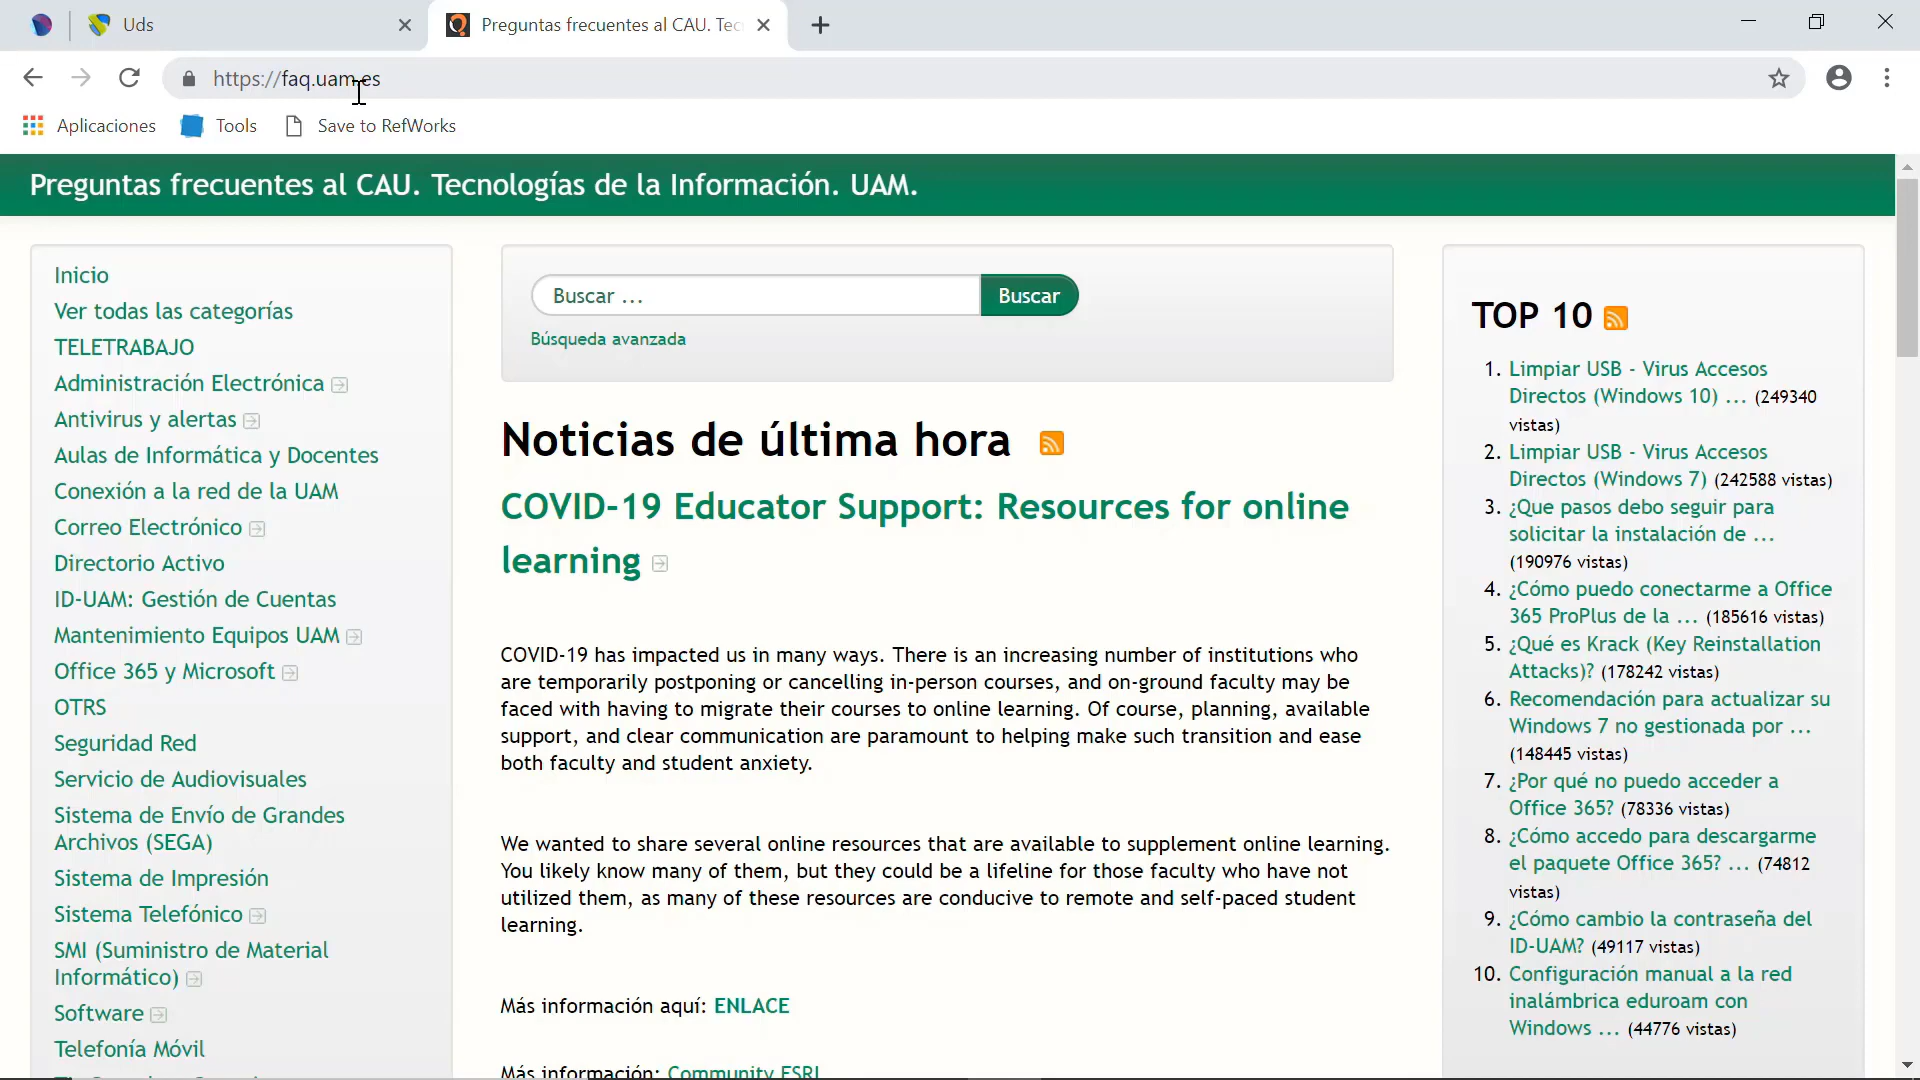 Uds
Preguntas frecuentes al CAU. Tec
https://faq.uam.es
Aplicaciones
Tools
Save to RefWorks
Preguntas frecuentes al CAU. Tecnologías de la Información. UAM.
Inicio
Ver todas las categorías
TELETRABAJO
Administración Electrónica
Antivirus y alertas
Aulas de Informática y Docentes
Conexión a la red de la UAM
Correo Electrónico
Directorio Activo
ID-UAM: Gestión de Cuentas
Mantenimiento Equipos UAM
Office 365 y Microsoft
OTRS
Seguridad Red
Servicio de Audiovisuales
Sistema de Envío de Grandes
Archivos (SEGA)
Sistema de Impresión
Sistema Telefónico
SMI (Suministro de Material
Informático)
Software
Telefonía Móvil
Buscar ...
Buscar
Búsqueda avanzada
Noticias de última hora
COVID-19 Educator Support: Resources for online
learning
COVID-19 has impacted us in many ways. There is an increasing number of institutions who
are temporarily postponing or cancelling in-person courses, and on-ground faculty may be
faced with having to migrate their courses to online learning. Of course, planning, available
support, and clear communication are paramount to helping make such transition and ease
both faculty and student anxiety.
We wanted to share several online resources that are available to supplement online learning.
You likely know many of them, but they could be a lifeline for those faculty who have not
utilized them, as many of these resources are conducive to remote and self-paced student
learning.
Más información aquí: ENLACE
Más información: Community ESRI
TOP 10
1. Limpiar USB - Virus Accesos
Directos (Windows 10) ... (249340
vistas)
2. Limpiar USB - Virus Accesos
Directos (Windows 7) (242588 vistas)
3. ¿Que pasos debo seguir para
solicitar la instalación de ...
(190976 vistas)
4. ¿Cómo puedo conectarme a Office
365 ProPlus de la ... (185616 vistas)
5. ¿Qué es Krack (Key Reinstallation
Attacks)? (178242 vistas)
6. Recomendación para actualizar su
Windows 7 no gestionada por ...
(148445 vistas)
7. ¿Por qué no puedo acceder a
Office 365? (78336 vistas)
8. ¿Cómo accedo para descargarme
el paquete Office 365? ... (74812
vistas)
9. ¿Cómo cambio la contraseña del
ID-UAM? (49117 vistas)
10. Configuración manual a la red
inalámbrica eduroam con
Windows ... (44776 vistas)